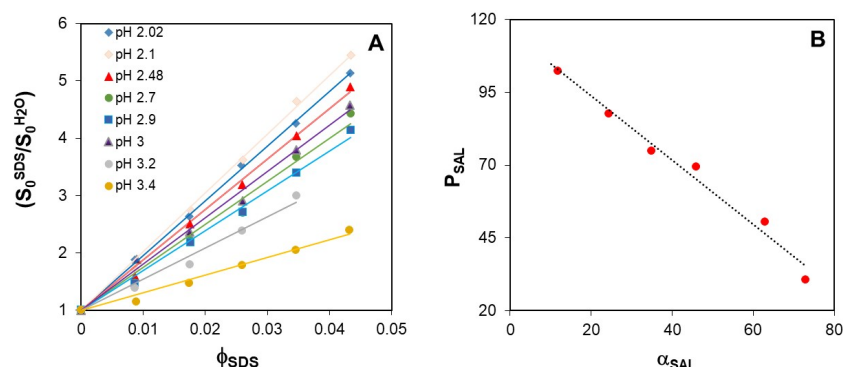 A
(S₀ˢᴰˢ/S₀ᴴ²ᴼ)
6
5
4
3
2
1
pH 2.02
pH 2.1
pH 2.48
pH 2.7
pH 2.9
pH 3
pH 3.2
pH 3.4
0
0.01
0.02
0.03
0.04
0.05
ϕSDS
B
PSAL
120
95
70
45
20
0
20
40
60
80
αSAL